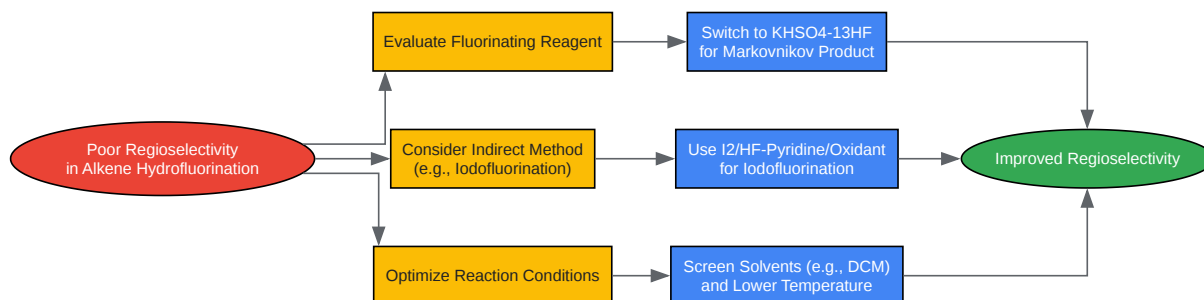 Poor Regioselectivity
in Alkene Hydrofluorination
Evaluate Fluorinating Reagent
Switch to KHSO4-13HF
for Markovnikov Product
Consider Indirect Method
(e.g., Iodofluorination)
Use I2/HF-Pyridine/Oxidant
for Iodofluorination
Optimize Reaction Conditions
Screen Solvents (e.g., DCM)
and Lower Temperature
Improved Regioselectivity